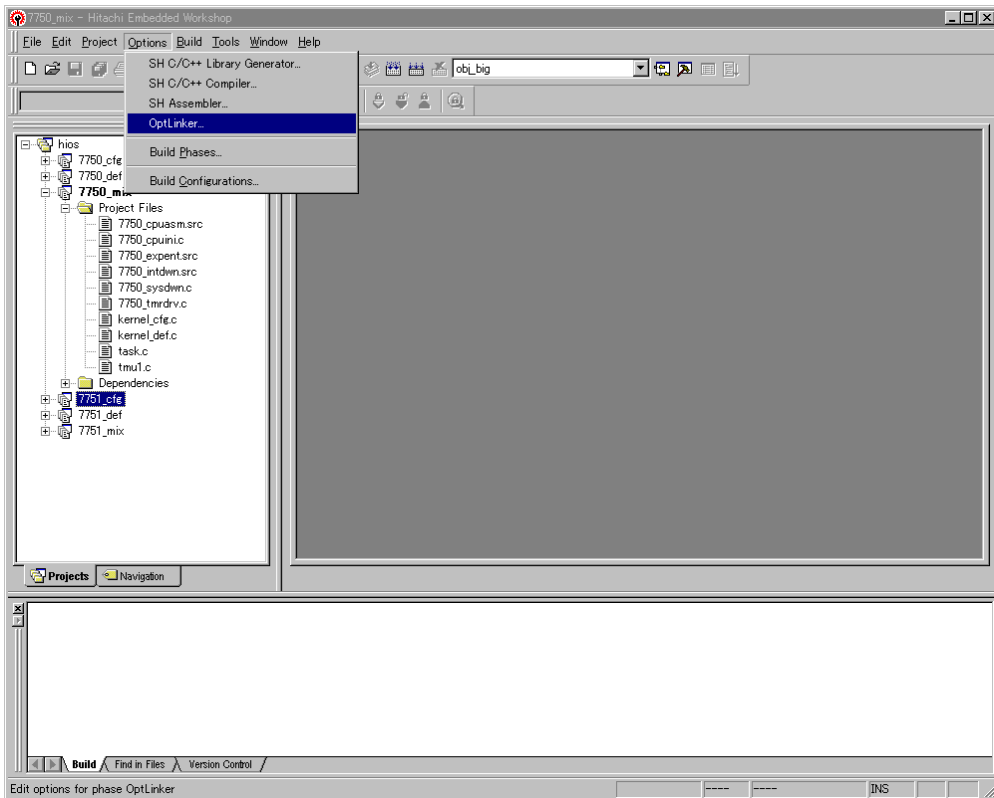 7750_mix - Hitachi Embedded Workshop
File Edit Project Options Build Tools Window Help
SH C/C++ Library Generator...
SH C/C++ Compiler...
SH Assembler...
OptLinker...
Build Phases...
Build Configurations...
obj_big
hios
7750_cfg
7750_def
7750_mix
Project Files
7750_cpuasm.src
7750_cpuini.c
7750_expent.src
7750_intdwn.src
7750_sysdwn.c
7750_tmrdrv.c
kernel_cfg.c
kernel_def.c
task.c
tmu1.c
Dependencies
7751_cfg
7751_def
7751_mix
Projects Navigation
Build Find in Files Version Control
Edit options for phase OptLinker ---- ---- INS